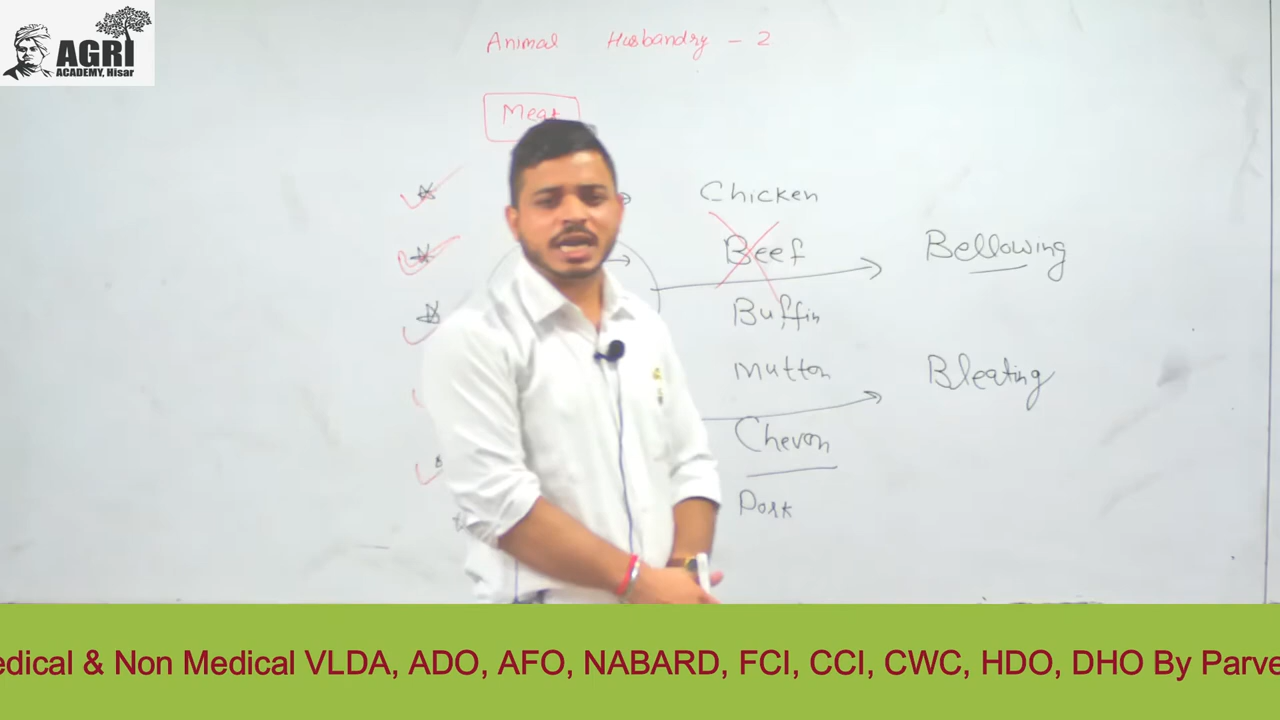 AGRI
ACADEMY, Hisar
Animal Husbandry - 2
Meat
Chicken
Beef
Bellowing
Buffin
Mutton
Bleating
Chevon
Pork
edical & Non Medical VLDA, ADO, AFO, NABARD, FCI, CCI, CWC, HDO, DHO By Parve